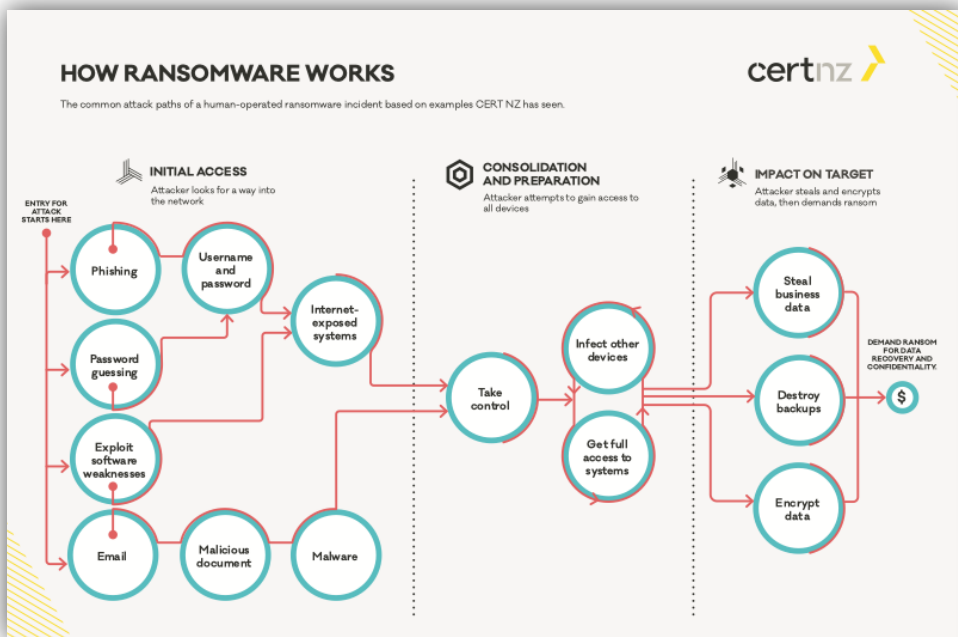 HOW RANSOMWARE WORKS
certnz
The common attack paths of a human-operated ransomware incident based on examples CERT NZ has seen.
INITIAL ACCESS
Attacker looks for a way into
the network
CONSOLIDATION
AND PREPARATION
Attacker attempts to gain access to
all devices
IMPACT ON TARGET
Attacker steals and encrypts
data, then demands ransom
ENTRY FOR
ATTACK
STARTS HERE
Phishing
Username
and
password
Password
guessing
Internet-
exposed
systems
Exploit
software
weaknesses
Email
Malicious
document
Malware
Take
control
Infect other
devices
Get full
access to
systems
Steal
business
data
Destroy
backups
Encrypt
data
DEMAND RANSOM
FOR DATA
RECOVERY AND
CONFIDENTIALITY.
$